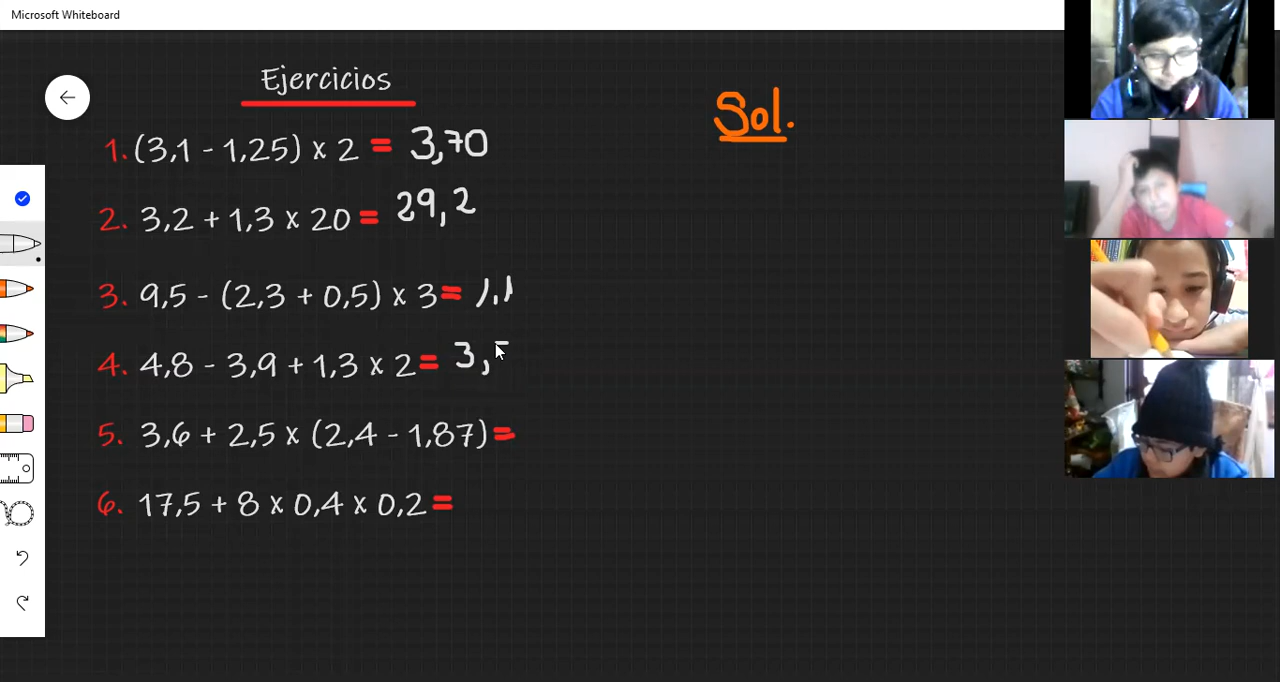 Microsoft Whiteboard
Ejercicios
Sol.
1. (3,1 - 1,25) x 2 = 3,70
2. 3,2 + 1,3 x 20 = 29,2
3. 9,5 - (2,3 + 0,5) x 3 = 1,1
4. 4,8 - 3,9 + 1,3 x 2 = 3,
5. 3,6 + 2,5 x (2,4 - 1,87) =
6. 17,5 + 8 x 0,4 x 0,2 =